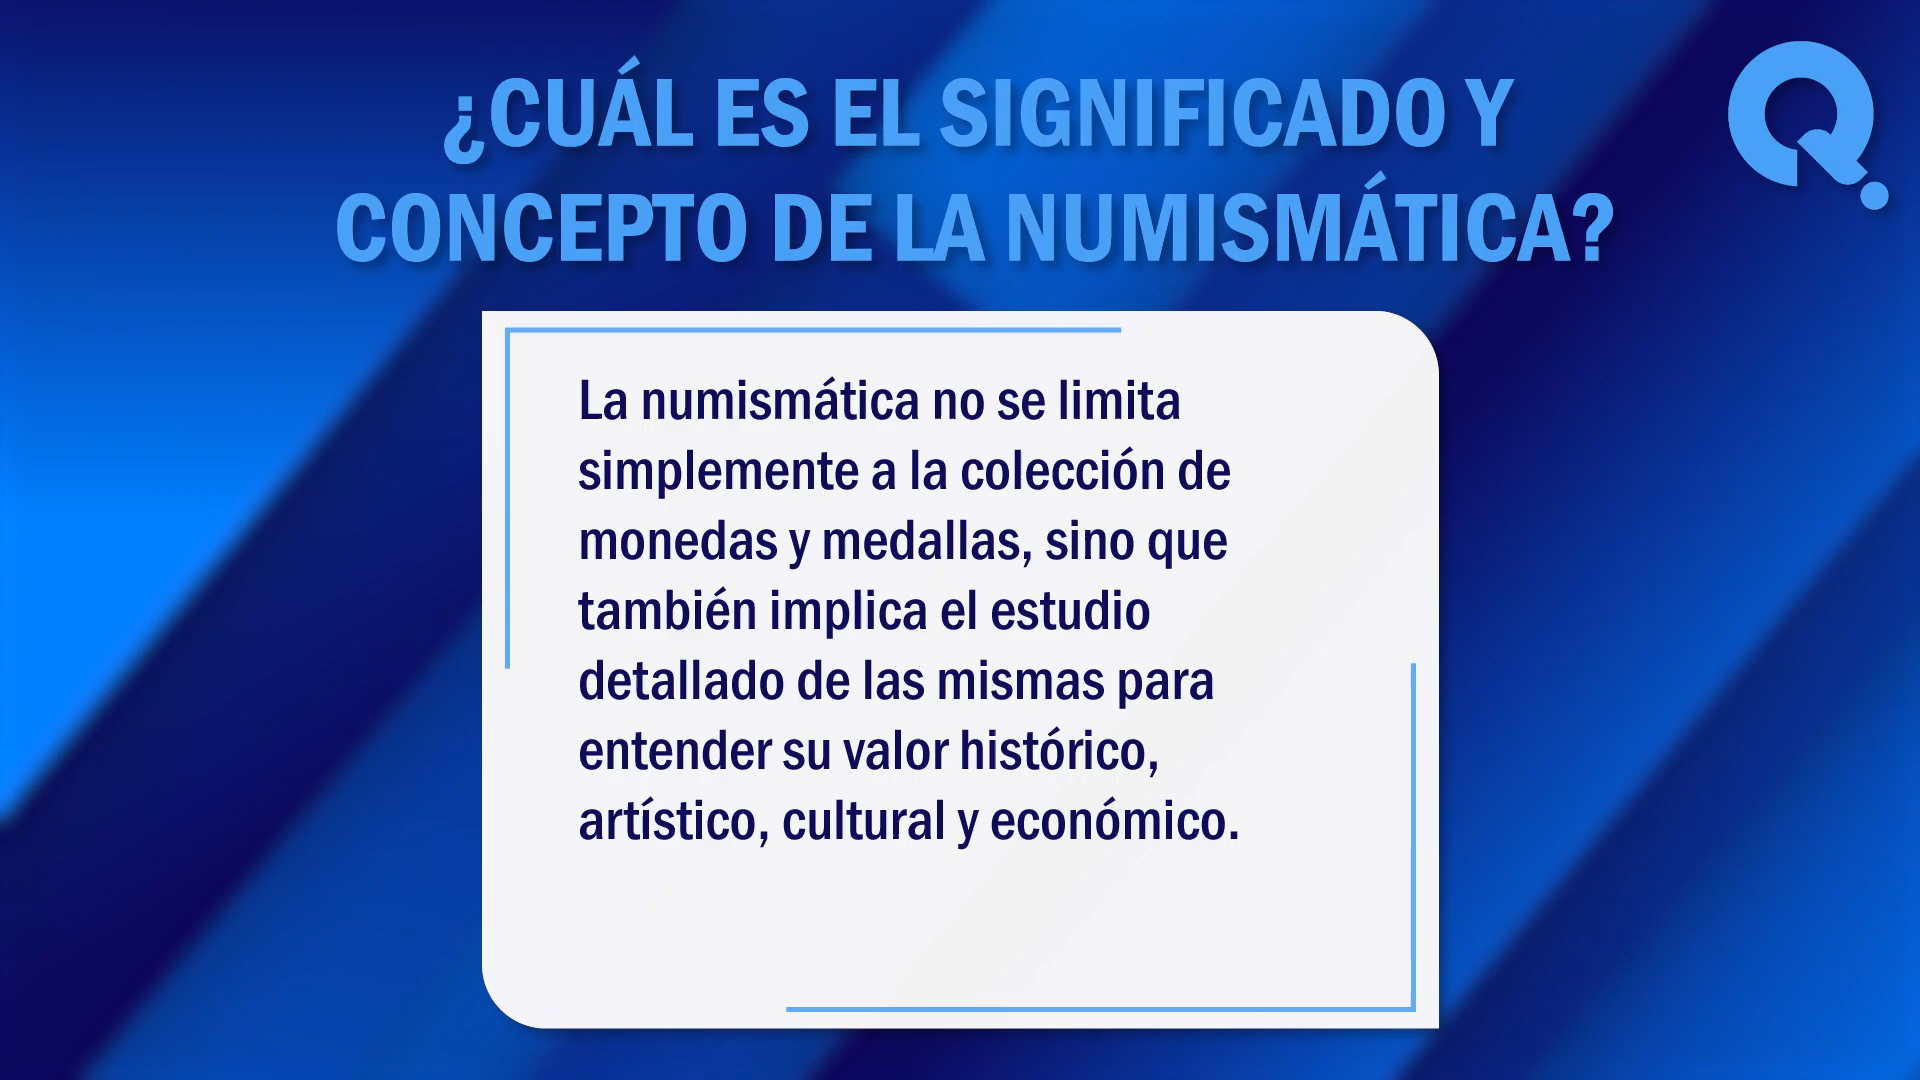 ¿CUÁL ES EL SIGNIFICADO Y
CONCEPTO DE LA NUMISMÁTICA?
Q.
La numismática no se limita
simplemente a la colección de
monedas y medallas, sino que
también implica el estudio
detallado de las mismas para
entender su valor histórico,
artístico, cultural y económico.